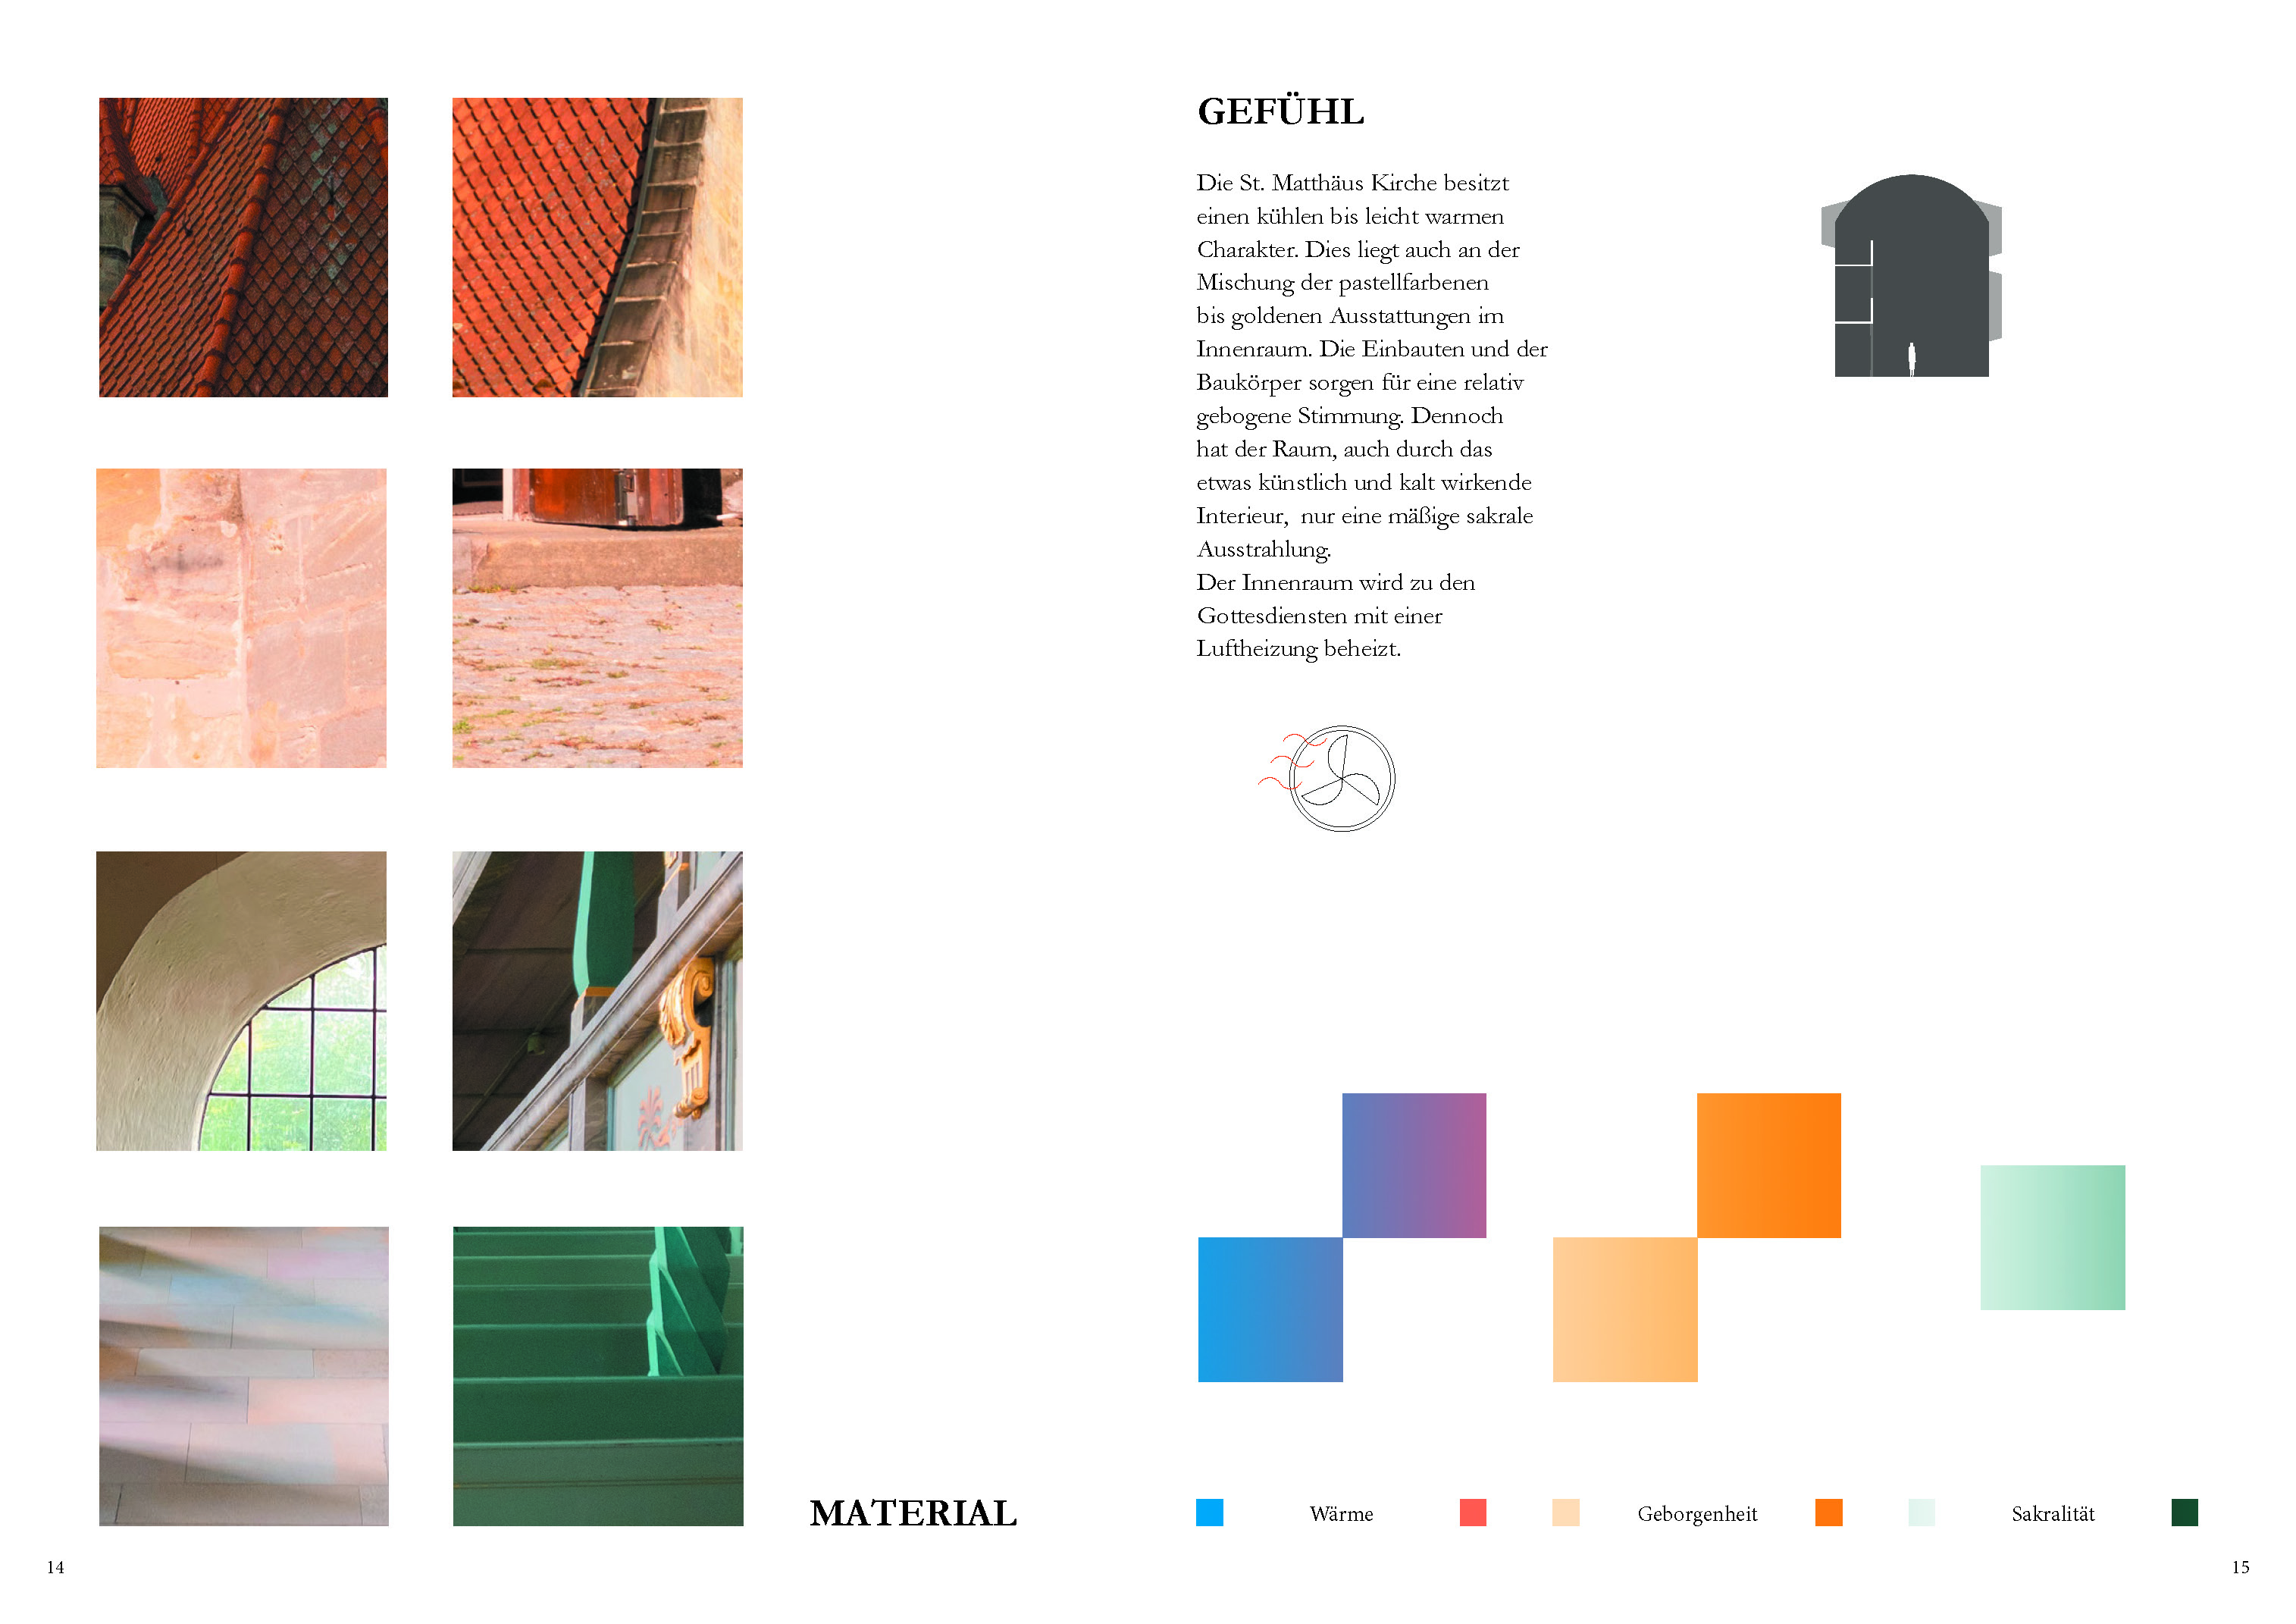 GEFÜHL
Die St. Matthäus Kirche besitzt
einen kühlen bis leicht warmen
Charakter. Dies liegt auch an der
Mischung der pastellfarbenen
bis goldenen Ausstattungen im
Innenraum. Die Einbauten und der
Baukörper sorgen für eine relativ
gebogene Stimmung. Dennoch
hat der Raum, auch durch das
etwas künstlich und kalt wirkende
Interieur,  nur eine mäßige sakrale
Ausstrahlung.
Der Innenraum wird zu den
Gottesdiensten mit einer
Luftheizung beheizt.
MATERIAL
Wärme
Geborgenheit
Sakralität
14
15